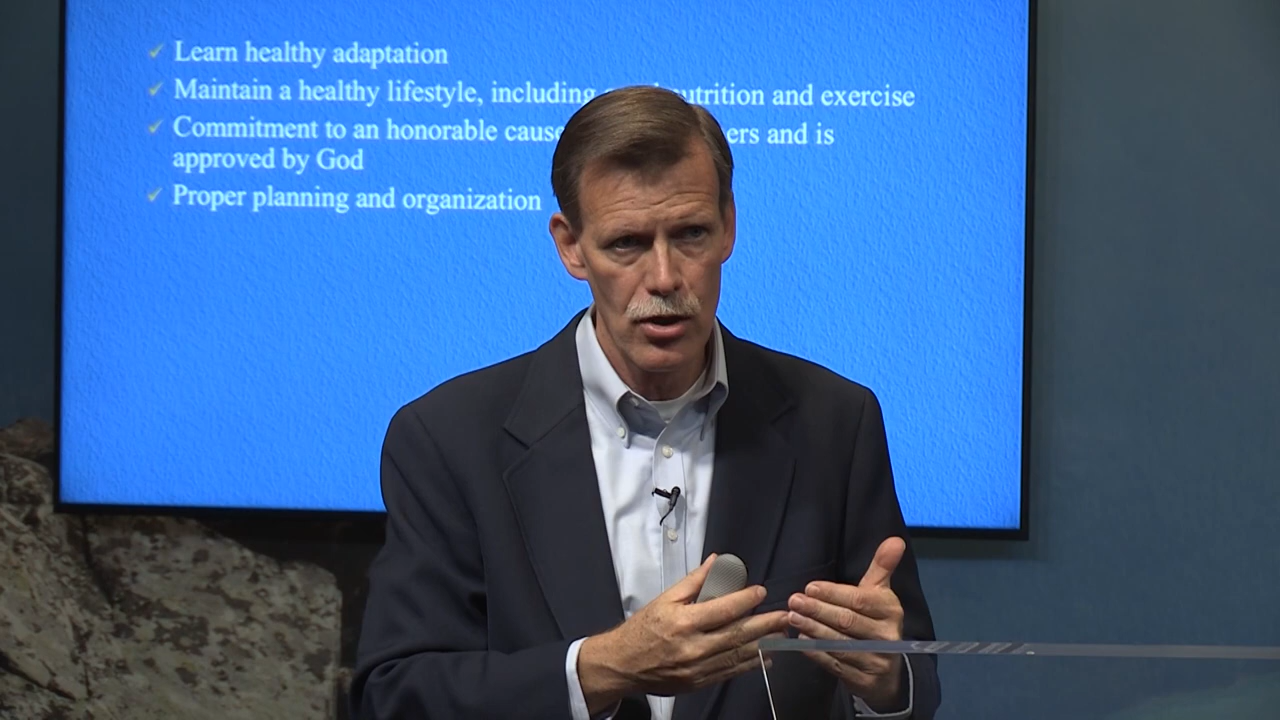 Learn healthy adaptation
Maintain a healthy lifestyle, including nutrition and exercise
Commitment to an honorable cause and is
approved by God
Proper planning and organization